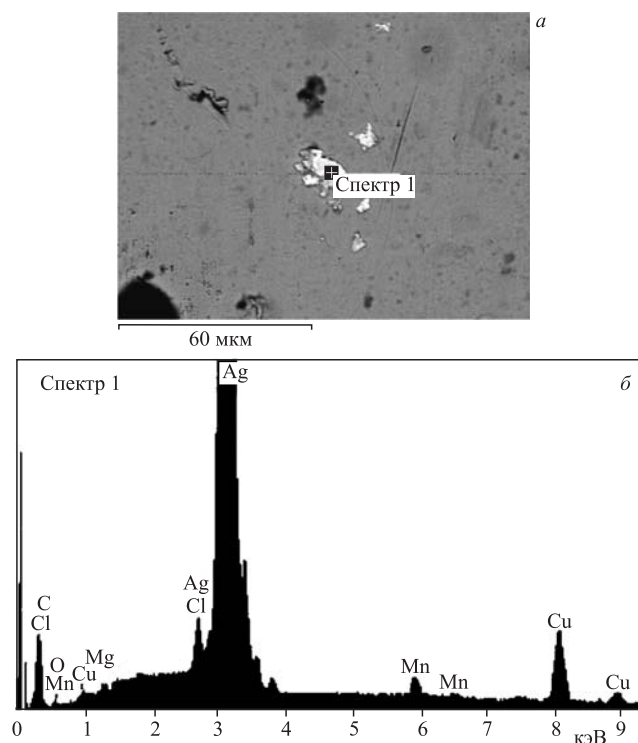 а
Спектр 1
60 мкм
Спектр 1
б
Ag
Ag
Cl
C
Cl
O
Mn
Cu
Mg
Mn
Mn
Cu
Cu
0 1 2 3 4 5 6 7 8 9
кэВ